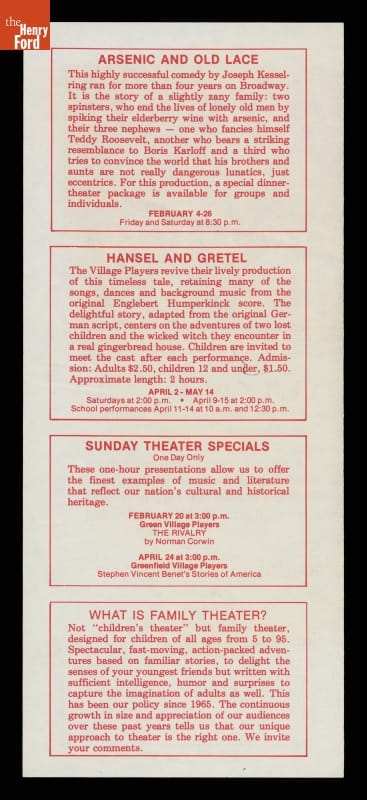 the
Henry
Ford
ARSENIC AND OLD LACE
This highly successful comedy by Joseph Kessel-
ring ran for more than four years on Broadway.
It is the story of a slightly zany family: two
spinsters, who end the lives of lonely old men by
spiking their elderberry wine with arsenic, and
their three nephews — one who fancies himself
Teddy Roosevelt, another who bears a striking
resemblance to Boris Karloff and a third who
tries to convince the world that his brothers and
aunts are not really dangerous lunatics, just
eccentrics. For this production, a special dinner-
theater package is available for groups and
individuals.
FEBRUARY 4-26
Friday and Saturday at 8:30 p.m.
HANSEL AND GRETEL
The Village Players revive their lively production
of this timeless tale, retaining many of the
songs, dances and background music from the
original Englebert Humperkinck score. The
delightful story, adapted from the original Ger-
man script, centers on the adventures of two lost
children and the wicked witch they encounter in
a real gingerbread house. Children are invited to
meet the cast after each performance. Admis-
sion: Adults $2.50, children 12 and under, $1.50.
Approximate length: 2 hours.
APRIL 2 - MAY 14
Saturdays at 2:00 p.m. • April 9-15 at 2:00 p.m.
School performances April 11-14 at 10 a.m. and 12:30 p.m.
SUNDAY THEATER SPECIALS
One Day Only
These one-hour presentations allow us to offer
the finest examples of music and literature
that reflect our nation's cultural and historical
heritage.
FEBRUARY 20 at 3:00 p.m.
Green Village Players
THE RIVALRY
by Norman Corwin
APRIL 24 at 3:00 p.m.
Greenfield Village Players
Stephen Vincent Benet's Stories of America
WHAT IS FAMILY THEATER?
Not "children's theater" but family theater,
designed for children of all ages from 5 to 95.
Spectacular, fast-moving, action-packed adven-
tures based on familiar stories, to delight the
senses of your youngest friends but written with
sufficient intelligence, humor and surprises to
capture the imagination of adults as well. This
has been our policy since 1965. The continuous
growth in size and appreciation of our audiences
over these past years tells us that our unique
approach to theater is the right one. We invite
your comments.